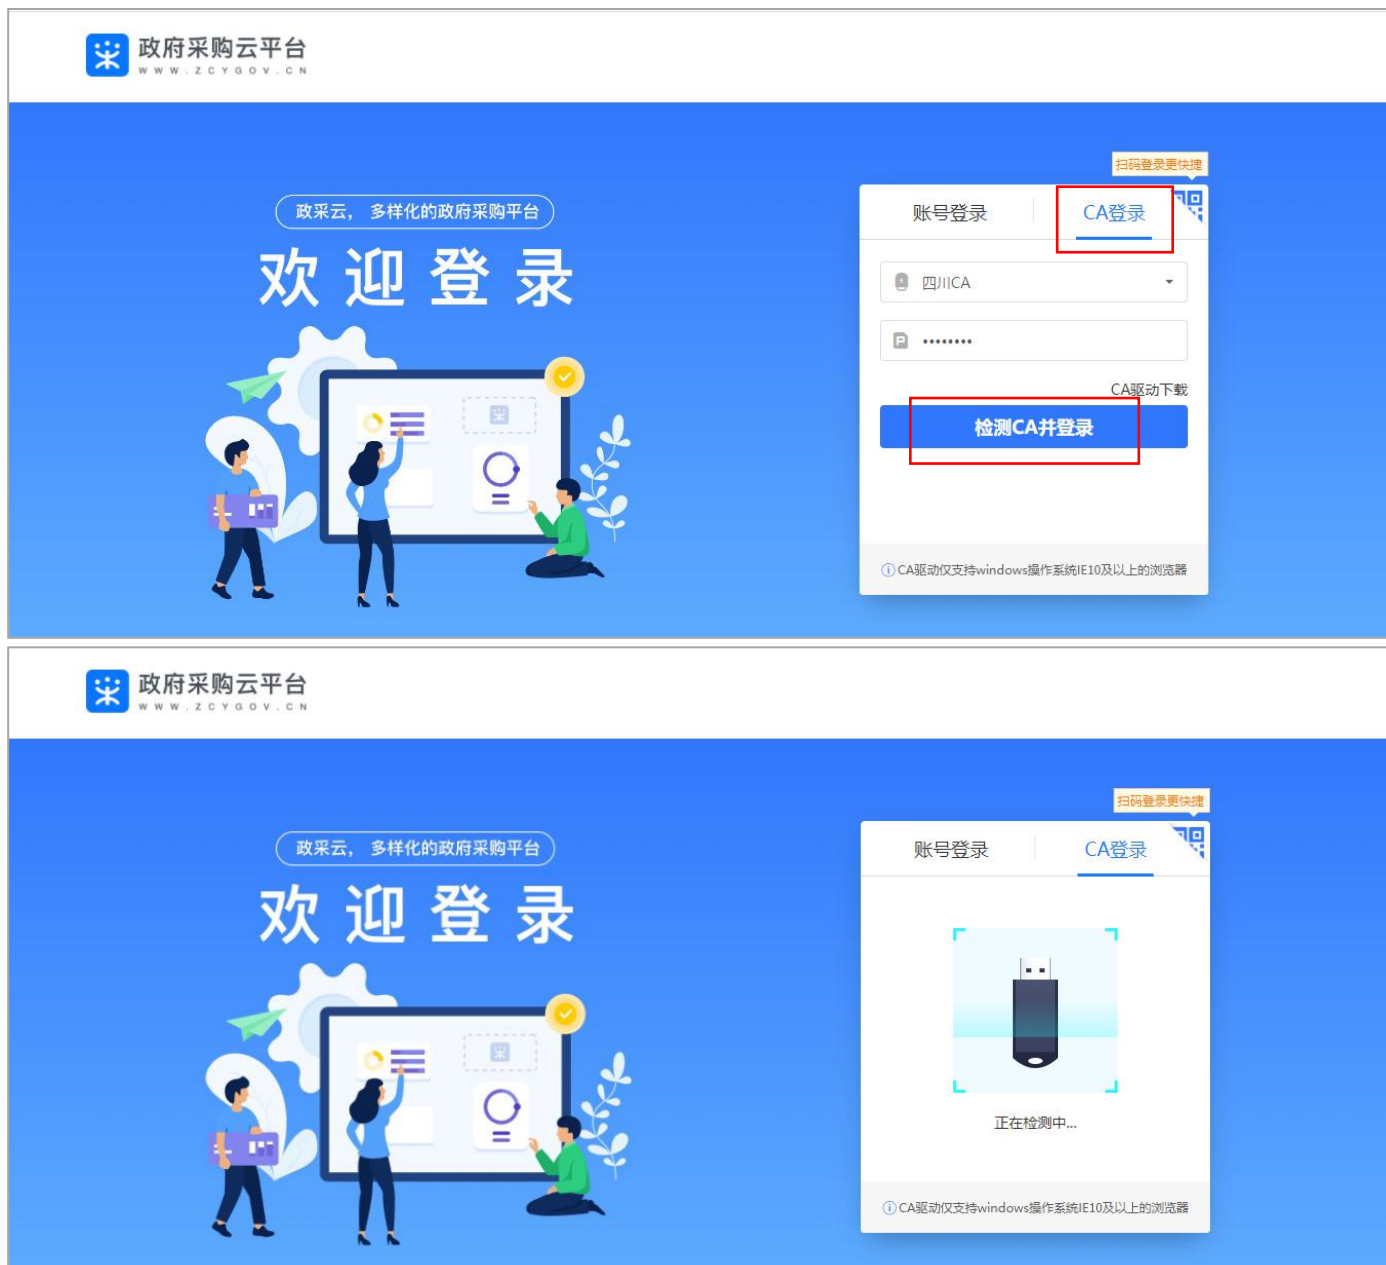 政府采购云平台
WWW.ZCYGOV.CN
扫码登录更快捷
政采云， 多样化的政府采购平台
欢迎登录
账号登录
CA登录
四川CA
••••••••
CA驱动下载
检测CA并登录
CA驱动仅支持windows操作系统IE10及以上的浏览器
政府采购云平台
WWW.ZCYGOV.CN
扫码登录更快捷
政采云， 多样化的政府采购平台
欢迎登录
账号登录
CA登录
正在检测中...
CA驱动仅支持windows操作系统IE10及以上的浏览器